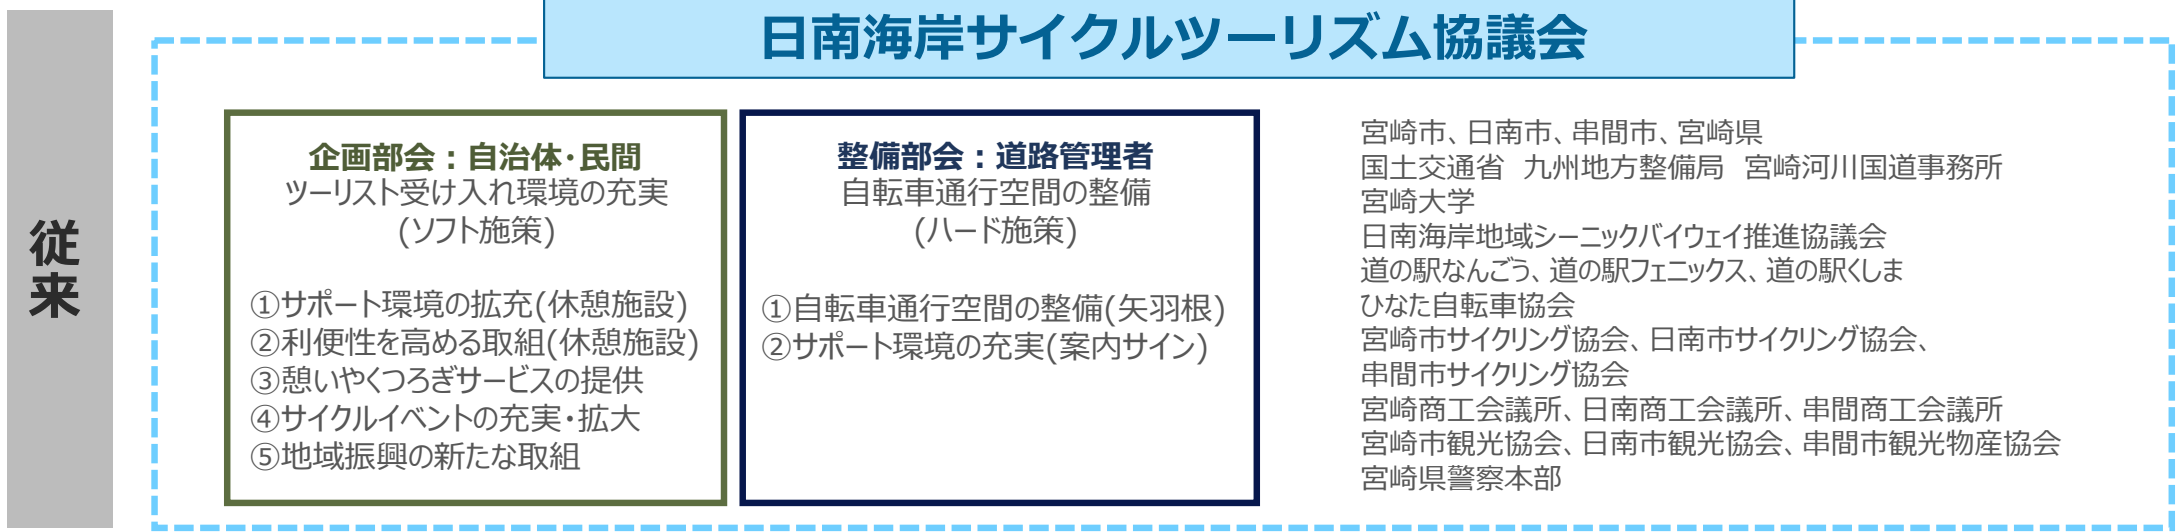 日南海岸サイクルツーリズム協議会
従来
企画部会：自治体･民間
ツーリスト受け入れ環境の充実
(ソフト施策)
①サポート環境の拡充(休憩施設)
②利便性を高める取組(休憩施設)
③憩いやくつろぎサービスの提供
④サイクルイベントの充実･拡大
⑤地域振興の新たな取組
整備部会：道路管理者
自転車通行空間の整備
(ハード施策)
①自転車通行空間の整備(矢羽根)
②サポート環境の充実(案内サイン)
宮崎市、日南市、串間市、宮崎県
国土交通省　九州地方整備局　宮崎河川国道事務所
宮崎大学
日南海岸地域シーニックバイウェイ推進協議会
道の駅なんごう、道の駅フェニックス、道の駅くしま
ひなた自転車協会
宮崎市サイクリング協会、日南市サイクリング協会、
串間市サイクリング協会
宮崎商工会議所、日南商工会議所、串間商工会議所
宮崎市観光協会、日南市観光協会、串間市観光物産協会
宮崎県警察本部